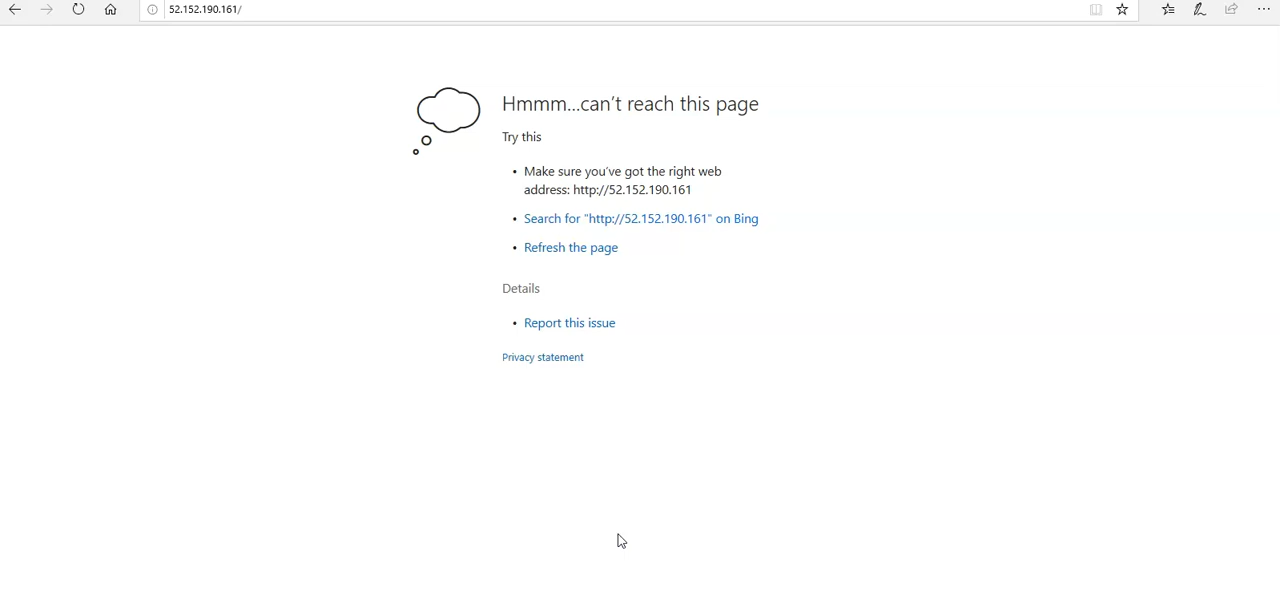 52.152.190.161/
Hmmm...can't reach this page
Try this
• Make sure you've got the right web
address: http://52.152.190.161
• Search for "http://52.152.190.161" on Bing
• Refresh the page
Details
• Report this issue
Privacy statement